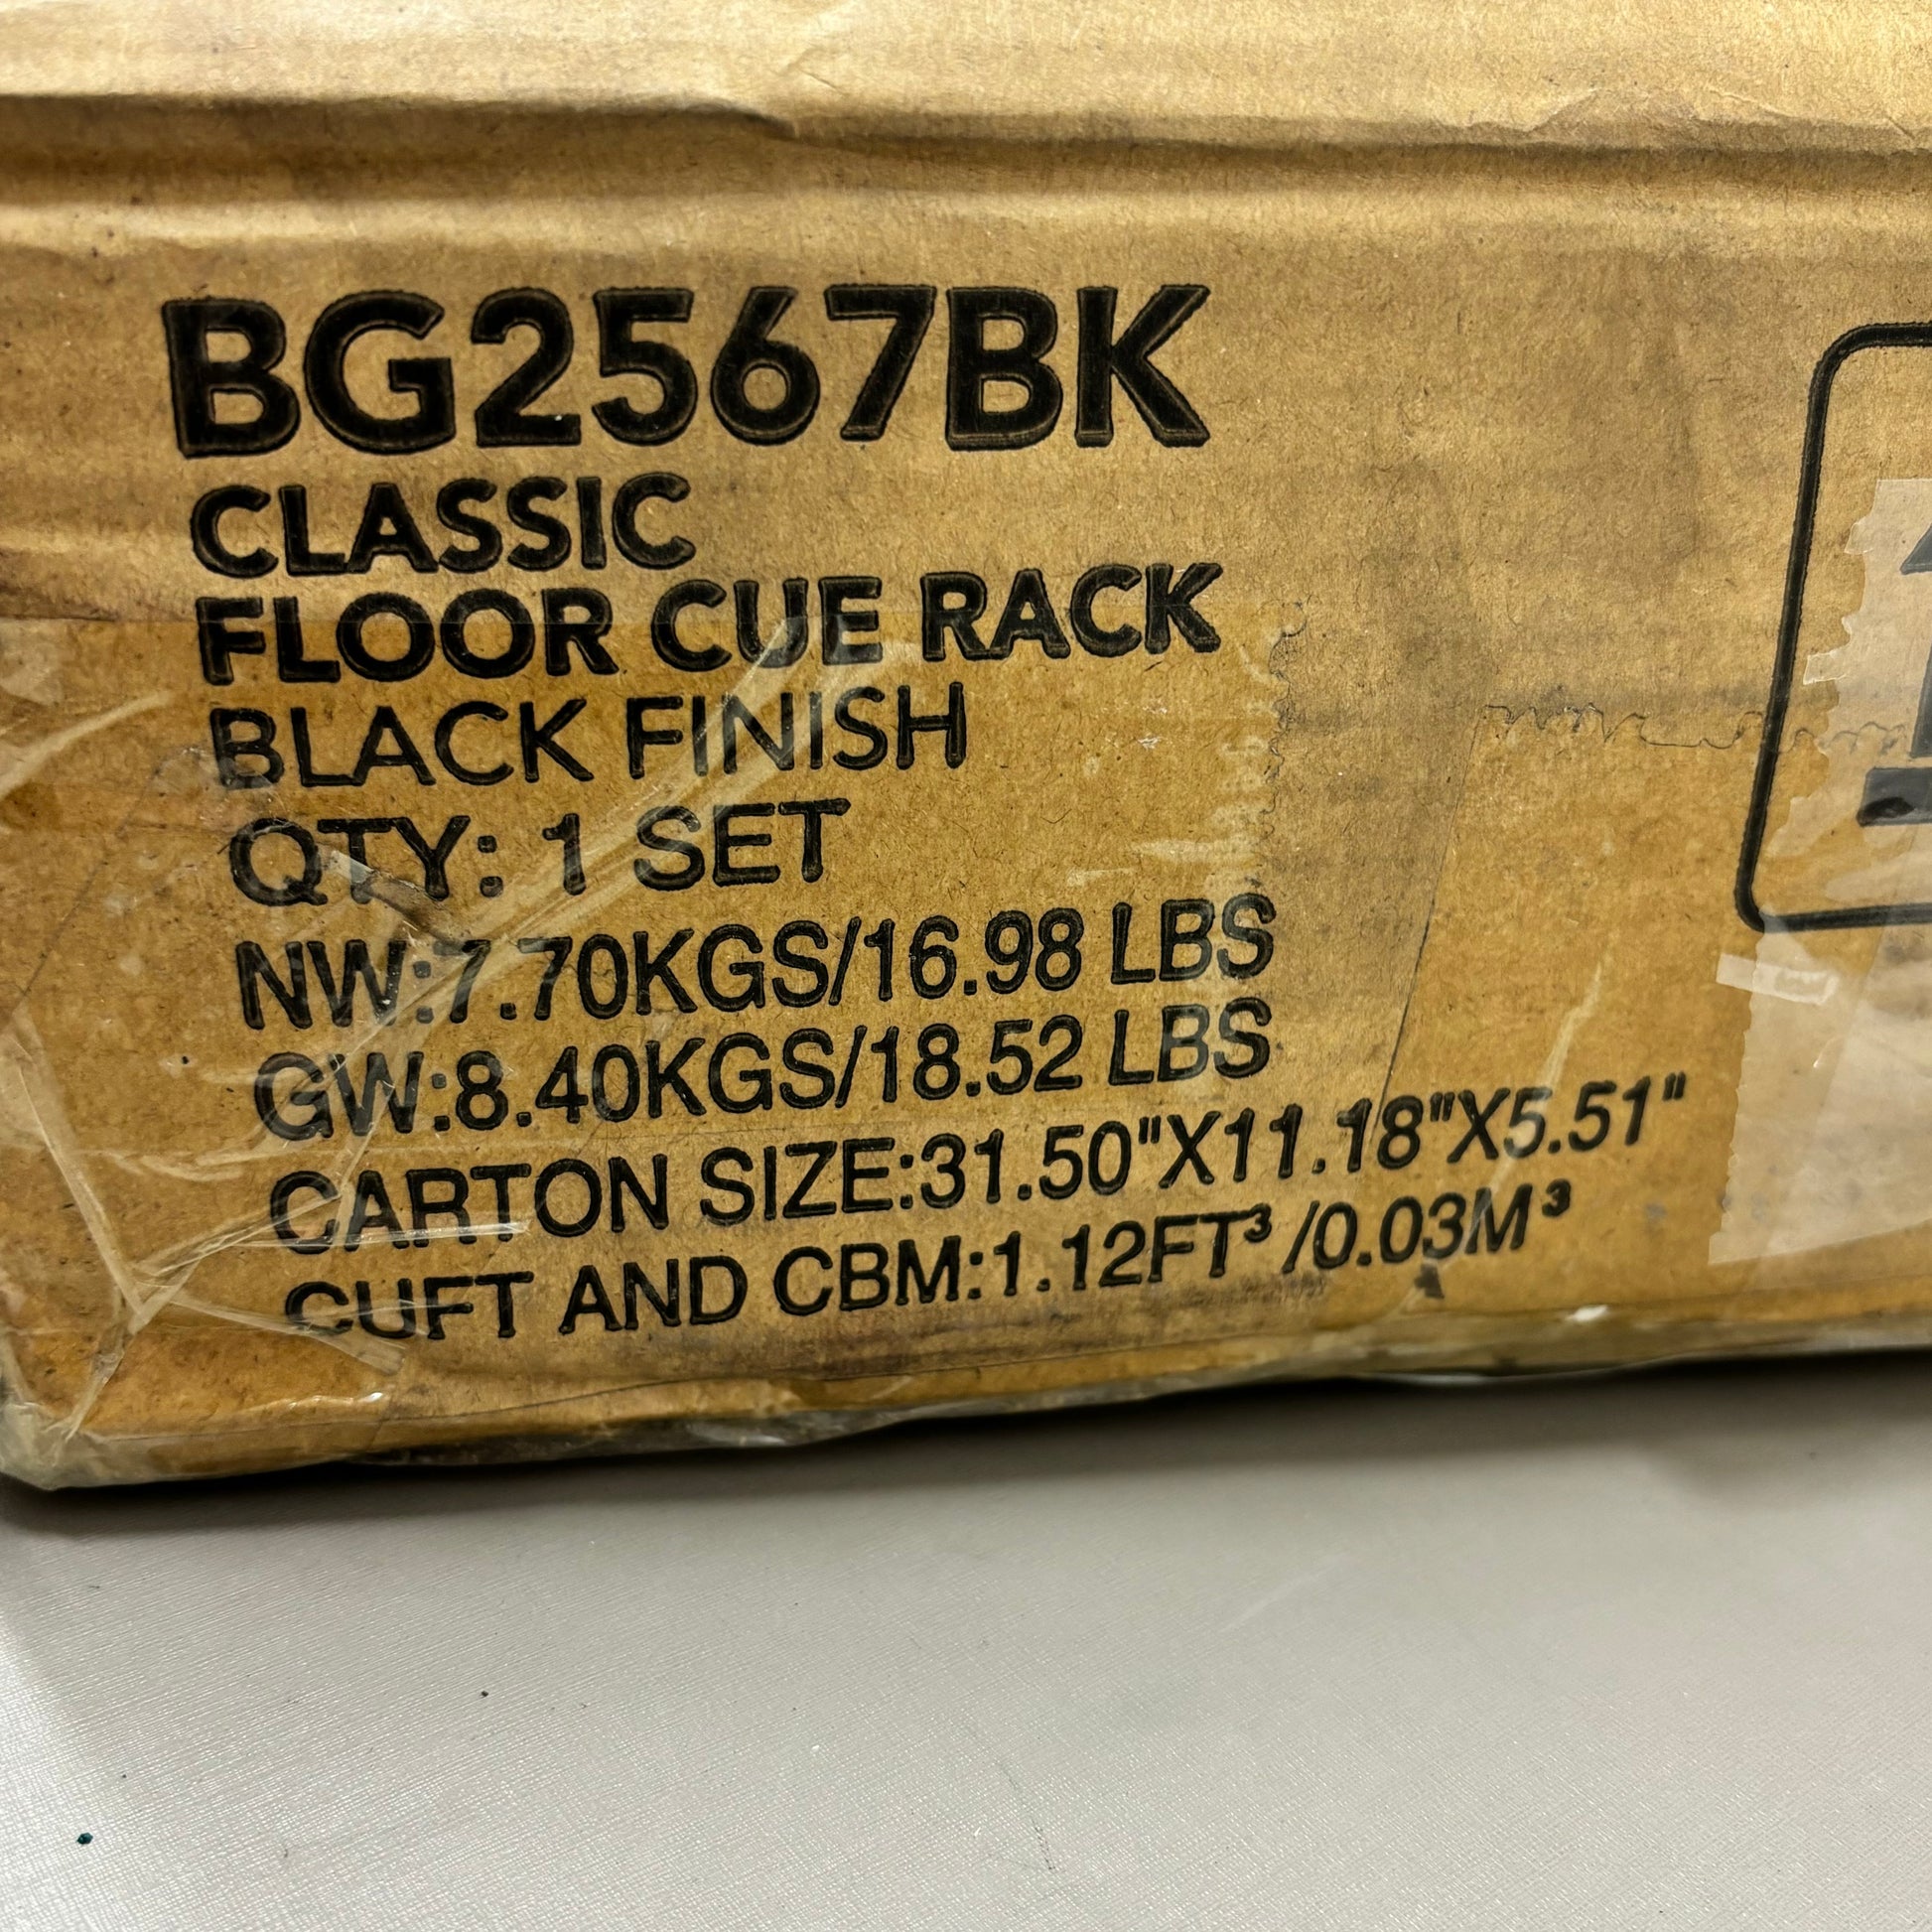 BG2567BK
CLASSIC
FLOOR CUE RACK
BLACK FINISH
QTY: 1 SET
NW:7.70KGS/16.98 LBS
GW:8.40KGS/18.52 LBS
CARTON SIZE:31.50"X11.18"X5.51"
CUFT AND CBM:1.12FT³ /0.03M³